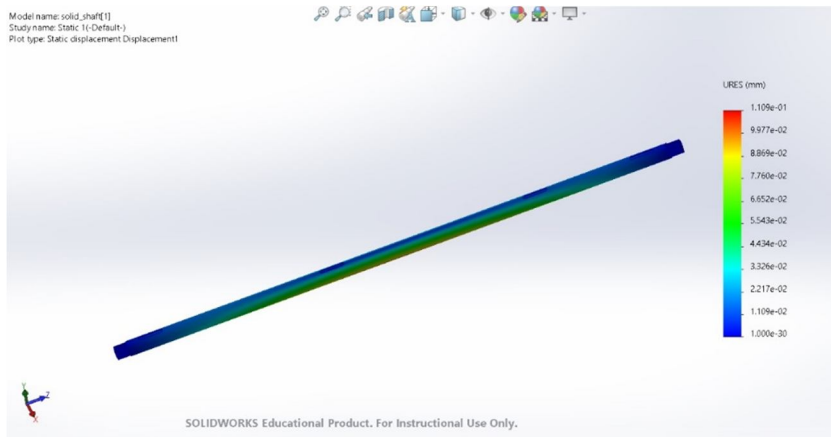 Model name: solid_shaft[1]
Study name: Static 1(-Default-)
Plot type: Static displacement Displacement1
URES (mm)
1.109e-01
9.977e-02
8.869e-02
7.760e-02
6.652e-02
5.543e-02
4.434e-02
3.326e-02
2.217e-02
1.109e-02
1.000e-30
Y
Z
X
SOLIDWORKS Educational Product. For Instructional Use Only.